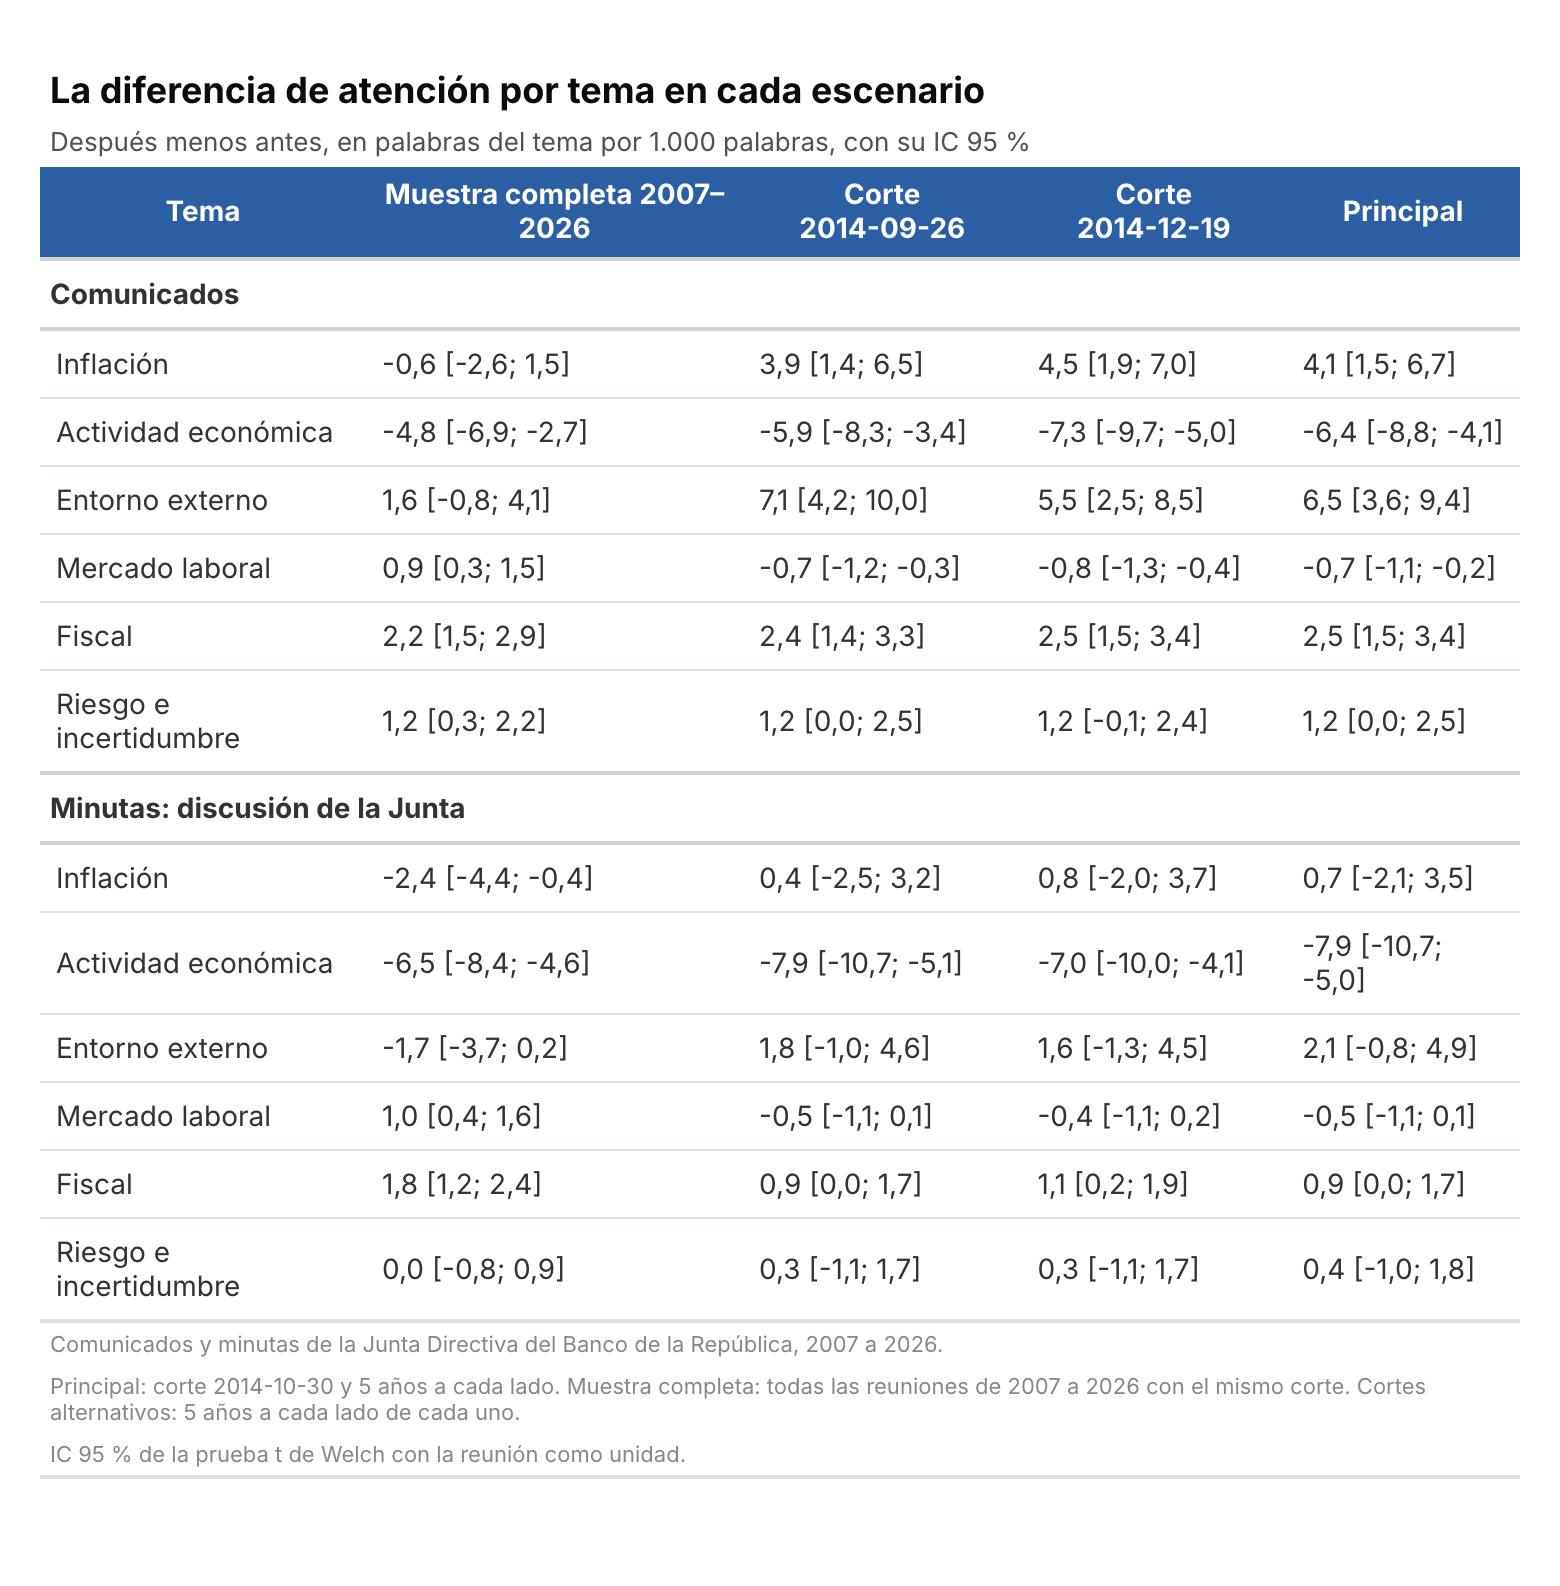 La diferencia de atención por tema en cada escenario
Después menos antes, en palabras del tema por 1.000 palabras, con su IC 95 %
Tema Muestra completa 2007–2026 Corte 2014-09-26 Corte 2014-12-19 Principal
Comunicados
Inflación -0,6 [-2,6; 1,5] 3,9 [1,4; 6,5] 4,5 [1,9; 7,0] 4,1 [1,5; 6,7]
Actividad económica -4,8 [-6,9; -2,7] -5,9 [-8,3; -3,4] -7,3 [-9,7; -5,0] -6,4 [-8,8; -4,1]
Entorno externo 1,6 [-0,8; 4,1] 7,1 [4,2; 10,0] 5,5 [2,5; 8,5] 6,5 [3,6; 9,4]
Mercado laboral 0,9 [0,3; 1,5] -0,7 [-1,2; -0,3] -0,8 [-1,3; -0,4] -0,7 [-1,1; -0,2]
Fiscal 2,2 [1,5; 2,9] 2,4 [1,4; 3,3] 2,5 [1,5; 3,4] 2,5 [1,5; 3,4]
Riesgo e incertidumbre 1,2 [0,3; 2,2] 1,2 [0,0; 2,5] 1,2 [-0,1; 2,4] 1,2 [0,0; 2,5]
Minutas: discusión de la Junta
Inflación -2,4 [-4,4; -0,4] 0,4 [-2,5; 3,2] 0,8 [-2,0; 3,7] 0,7 [-2,1; 3,5]
Actividad económica -6,5 [-8,4; -4,6] -7,9 [-10,7; -5,1] -7,0 [-10,0; -4,1] -7,9 [-10,7; -5,0]
Entorno externo -1,7 [-3,7; 0,2] 1,8 [-1,0; 4,6] 1,6 [-1,3; 4,5] 2,1 [-0,8; 4,9]
Mercado laboral 1,0 [0,4; 1,6] -0,5 [-1,1; 0,1] -0,4 [-1,1; 0,2] -0,5 [-1,1; 0,1]
Fiscal 1,8 [1,2; 2,4] 0,9 [0,0; 1,7] 1,1 [0,2; 1,9] 0,9 [0,0; 1,7]
Riesgo e incertidumbre 0,0 [-0,8; 0,9] 0,3 [-1,1; 1,7] 0,3 [-1,1; 1,7] 0,4 [-1,0; 1,8]
Comunicados y minutas de la Junta Directiva del Banco de la República, 2007 a 2026.
Principal: corte 2014-10-30 y 5 años a cada lado. Muestra completa: todas las reuniones de 2007 a 2026 con el mismo corte. Cortes
alternativos: 5 años a cada lado de cada uno.
IC 95 % de la prueba t de Welch con la reunión como unidad.